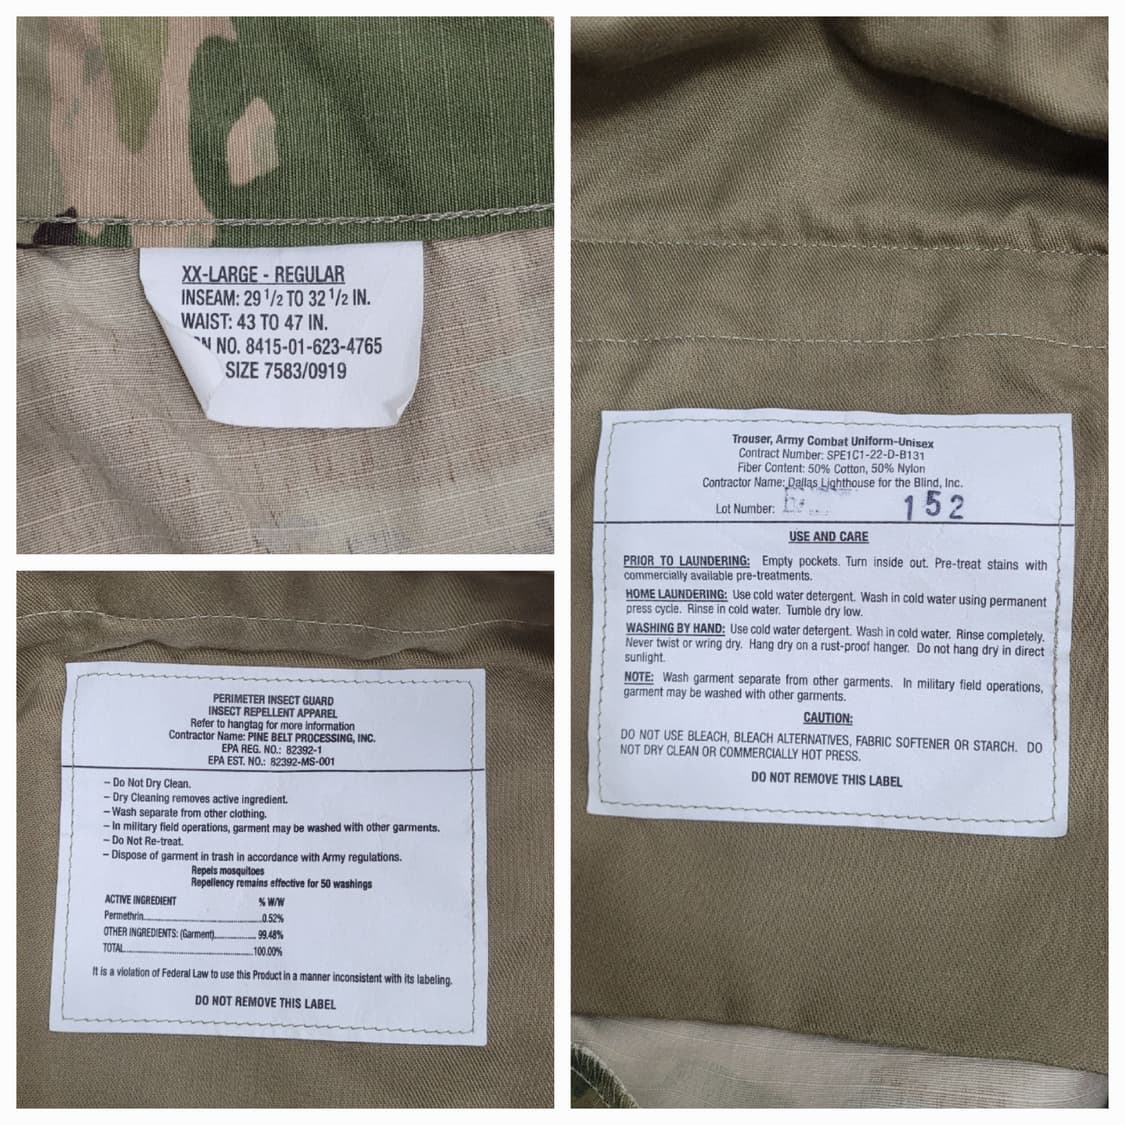 XX-LARGE - REGULAR
INSEAM: 29 1/2 TO 32 1/2 IN.
WAIST: 43 TO 47 IN.
NO. 8415-01-623-4765
SIZE 7583/0919
PERIMETER INSECT GUARD
INSECT REPELLENT APPAREL
Refer to hangtag for more information
Contractor Name: PINE BELT PROCESSING, INC.
EPA REG. NO.: 82392-1
EPA EST. NO.: 82392-MS-001
– Do Not Dry Clean.
– Dry Cleaning removes active ingredient.
– Wash separate from other clothing.
– In military field operations, garment may be washed with other garments.
– Do Not Re-treat.
– Dispose of garment in trash in accordance with Army regulations.
Repels mosquitoes
Repellency remains effective for 50 washings
ACTIVE INGREDIENT % W/W
Permethrin 0.52%
OTHER INGREDIENTS: (Garment) 99.48%
TOTAL 100.00%
It is a violation of Federal Law to use this Product in a manner inconsistent with its labeling.
DO NOT REMOVE THIS LABEL
Trouser, Army Combat Uniform-Unisex
Contract Number: SPE1C1-22-D-B131
Fiber Content: 50% Cotton, 50% Nylon
Contractor Name: Dallas Lighthouse for the Blind, Inc.
Lot Number: 152
USE AND CARE
PRIOR TO LAUNDERING: Empty pockets. Turn inside out. Pre-treat stains with
commercially available pre-treatments.
HOME LAUNDERING: Use cold water detergent. Wash in cold water using permanent
press cycle. Rinse in cold water. Tumble dry low.
WASHING BY HAND: Use cold water detergent. Wash in cold water. Rinse completely.
Never twist or wring dry. Hang dry on a rust-proof hanger. Do not hang dry in direct
sunlight.
NOTE: Wash garment separate from other garments. In military field operations,
garment may be washed with other garments.
CAUTION:
DO NOT USE BLEACH, BLEACH ALTERNATIVES, FABRIC SOFTENER OR STARCH. DO
NOT DRY CLEAN OR COMMERCIALLY HOT PRESS.
DO NOT REMOVE THIS LABEL